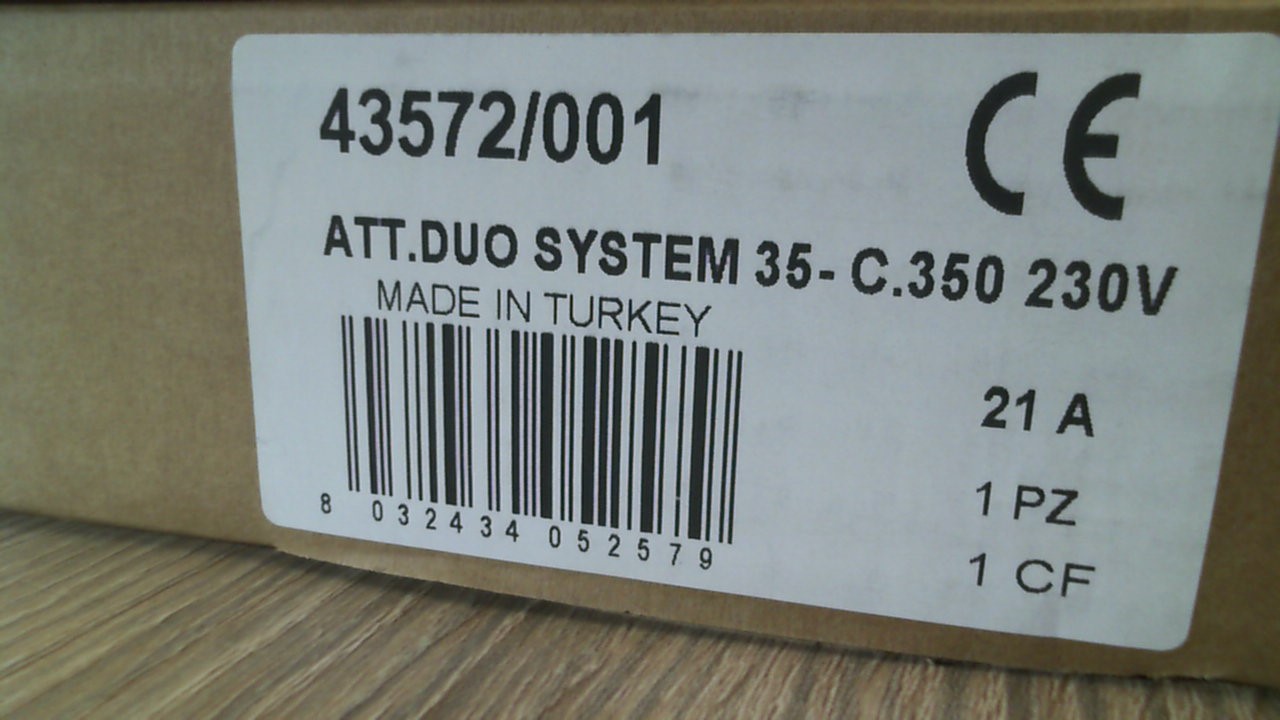 43572/001
CE
ATT.DUO SYSTEM 35- C.350 230V
MADE IN TURKEY
21 A
1 PZ
1 CF
8 032434 052579